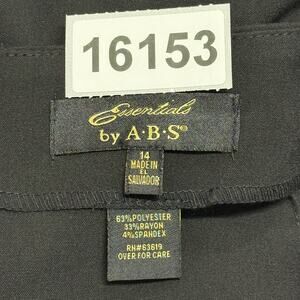 16153
Essentials
by A·B·S®
14
MADE IN
EL
SALVADOR
63%POLYESTER
33%RAYON
4%SPANDEX
RN#63619
OVER FOR CARE